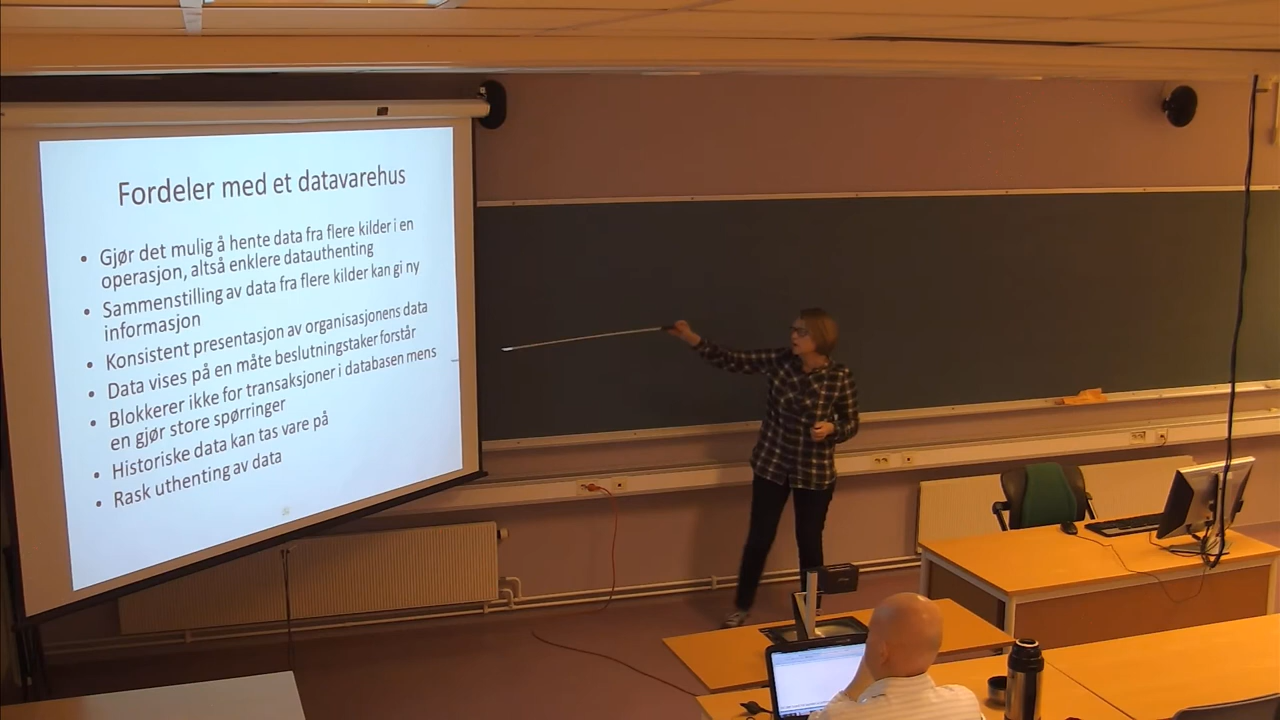 Fordeler med et datavarehus
• Gjør det mulig å hente data fra flere kilder i en
operasjon, altså enklere datauthenting
• Sammenstilling av data fra flere kilder kan gi ny
informasjon
• Konsistent presentasjon av organisasjonens data
• Data vises på en måte beslutningstaker forstår
• Blokkerer ikke for transaksjoner i databasen mens
en gjør store spørringer
• Historiske data kan tas vare på
• Rask uthenting av data